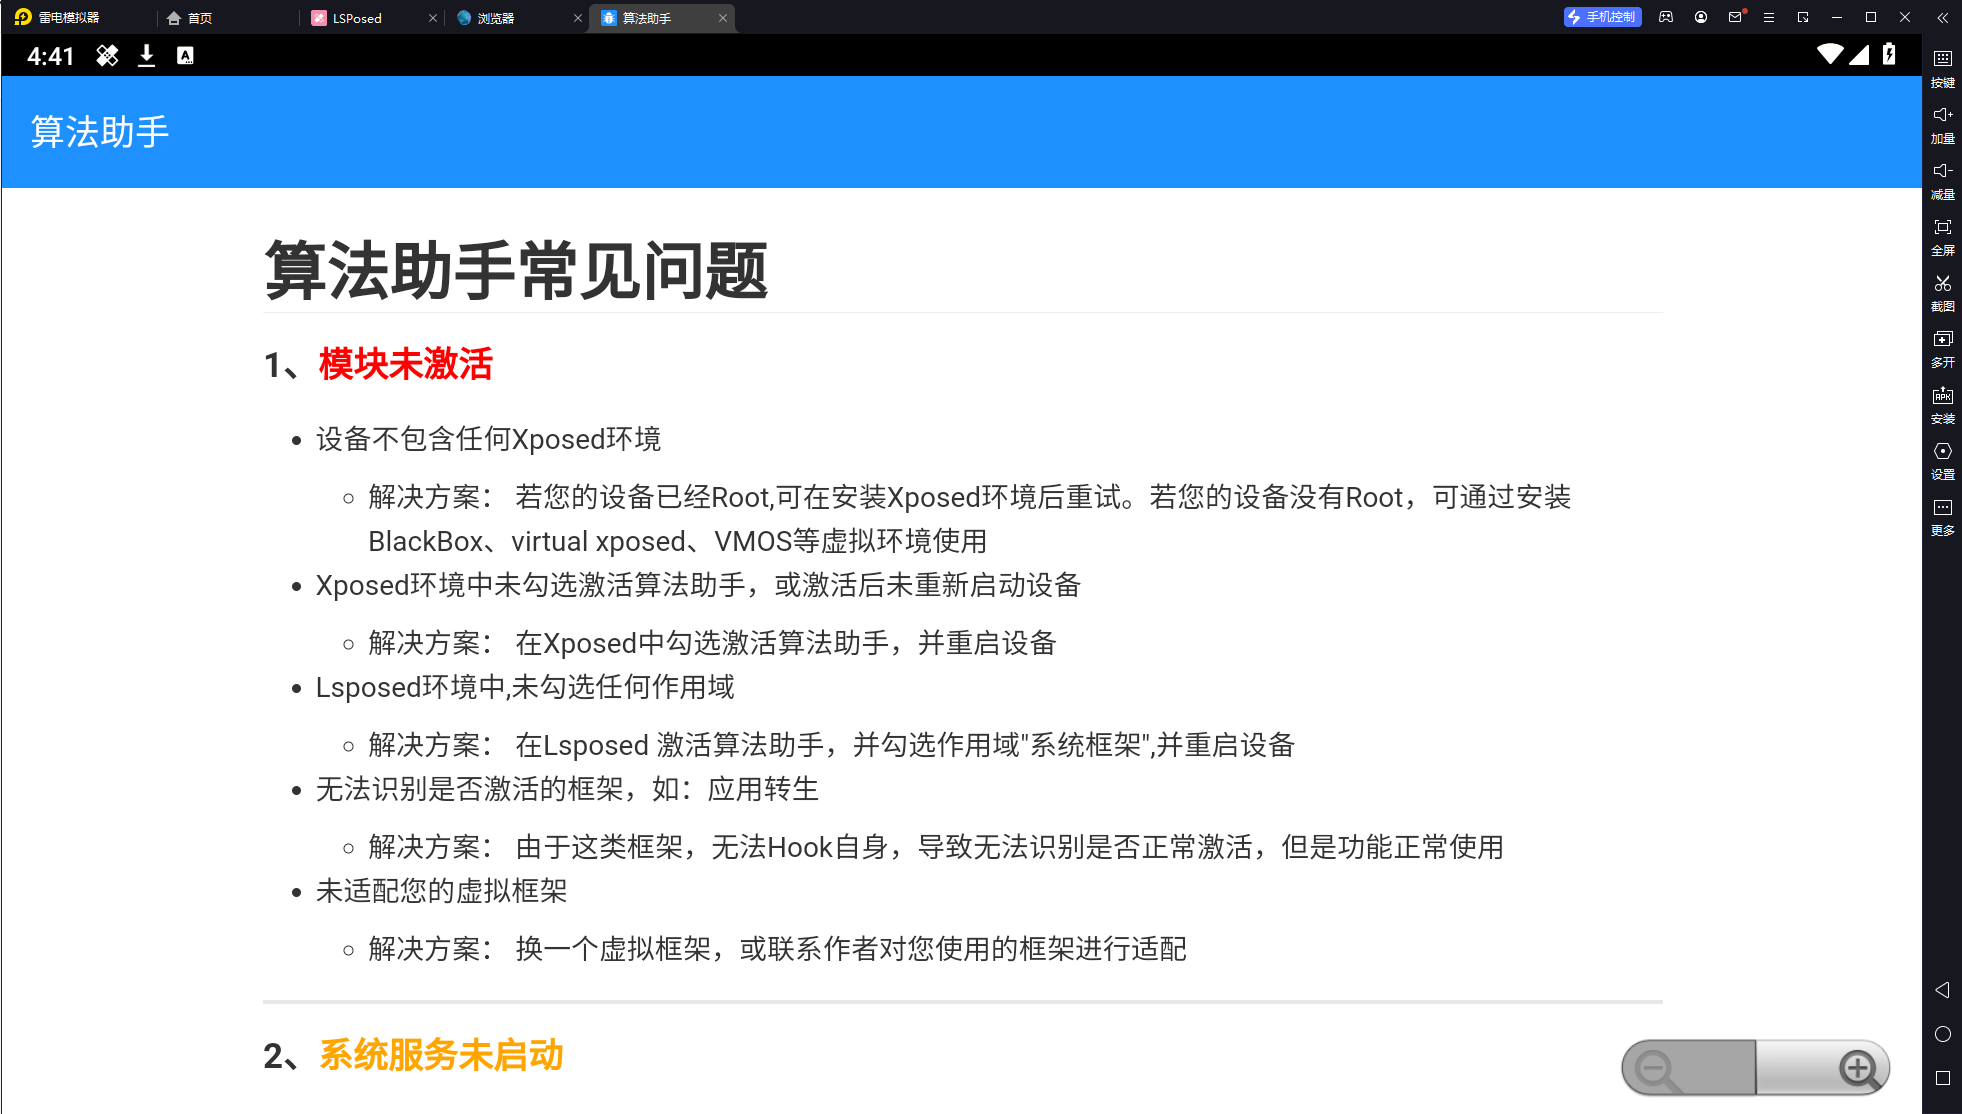 雷电模拟器
首页
LSPosed
浏览器
算法助手
手机控制
4:41
算法助手
算法助手常见问题
1、模块未激活
设备不包含任何Xposed环境
解决方案： 若您的设备已经Root,可在安装Xposed环境后重试。若您的设备没有Root，可通过安装
BlackBox、virtual xposed、VMOS等虚拟环境使用
Xposed环境中未勾选激活算法助手，或激活后未重新启动设备
解决方案： 在Xposed中勾选激活算法助手，并重启设备
Lsposed环境中,未勾选任何作用域
解决方案： 在Lsposed 激活算法助手，并勾选作用域"系统框架",并重启设备
无法识别是否激活的框架，如：应用转生
解决方案： 由于这类框架，无法Hook自身，导致无法识别是否正常激活，但是功能正常使用
未适配您的虚拟框架
解决方案： 换一个虚拟框架，或联系作者对您使用的框架进行适配
2、系统服务未启动
按键
加量
减量
全屏
截图
多开
APK
安装
设置
更多